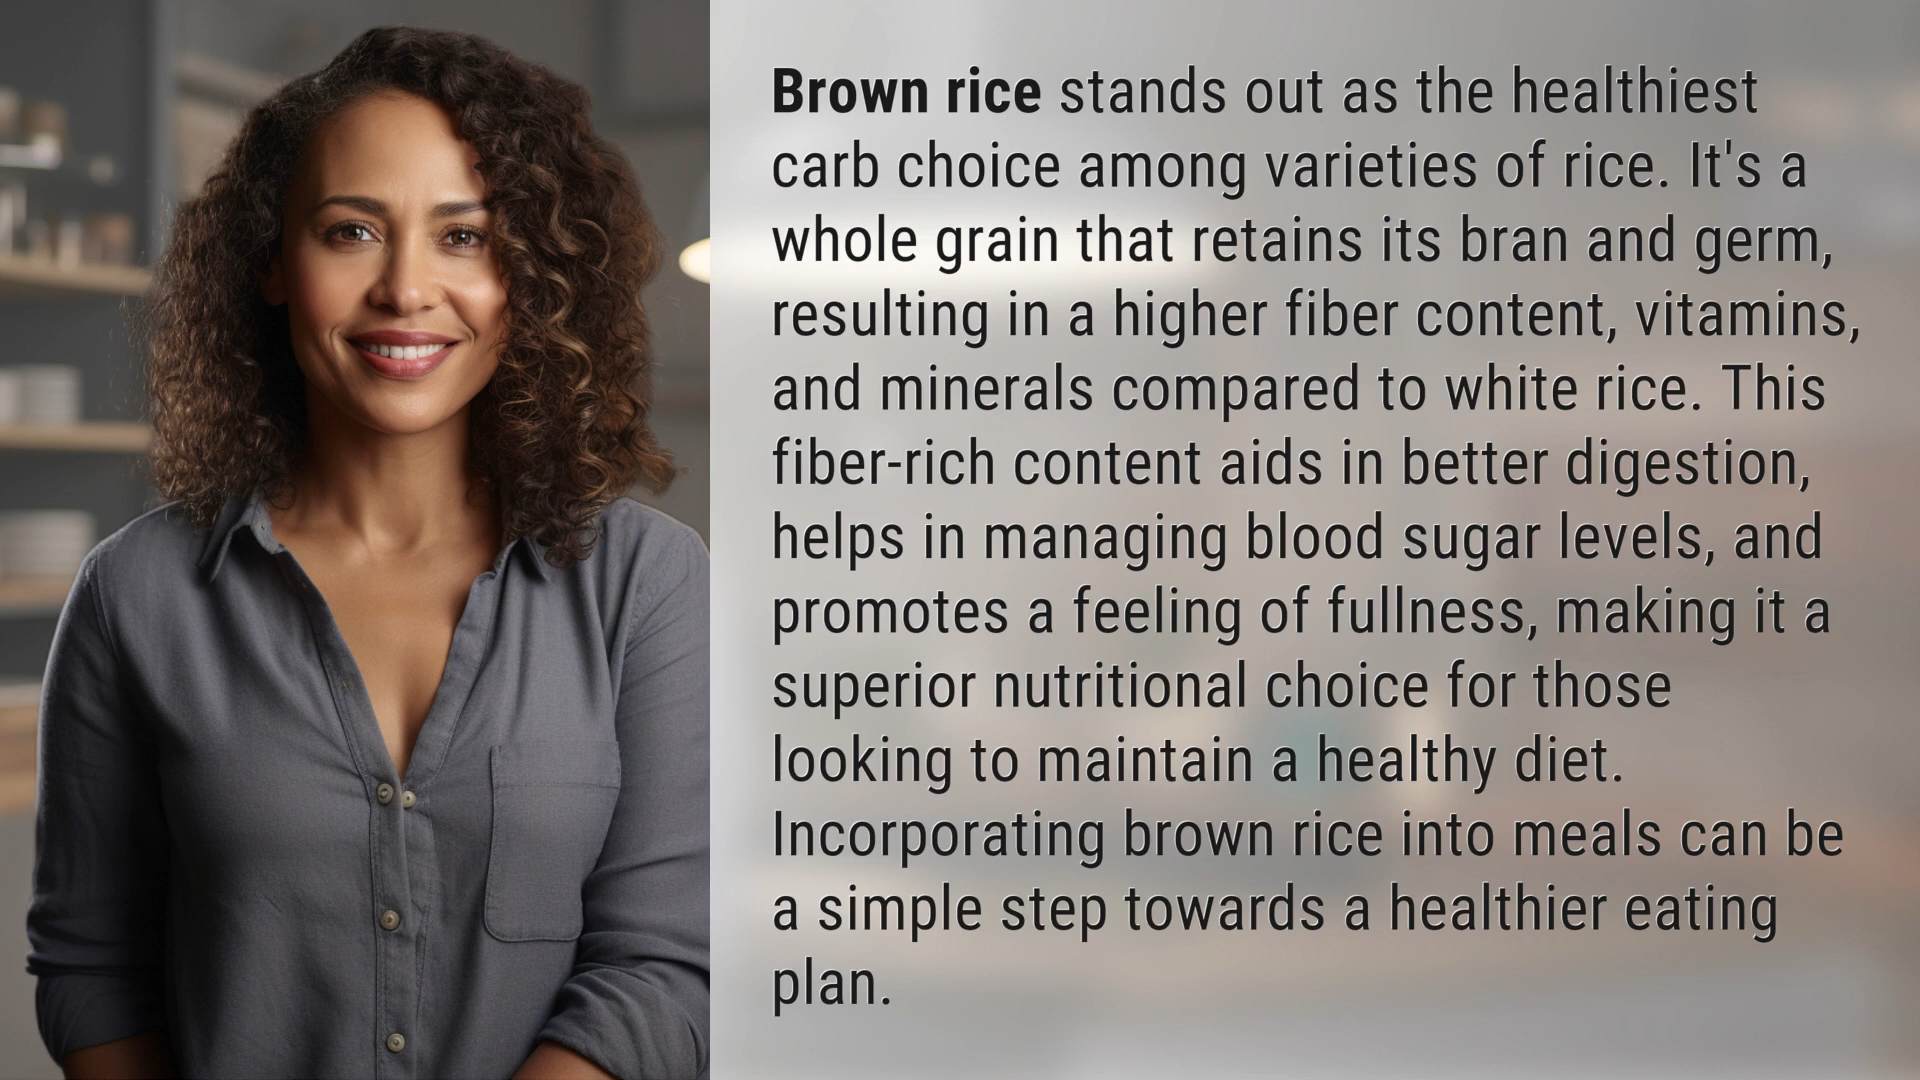 Brown rice stands out as the healthiest
carb choice among varieties of rice. It's a
whole grain that retains its bran and germ,
resulting in a higher fiber content, vitamins,
and minerals compared to white rice. This
fiber-rich content aids in better digestion,
helps in managing blood sugar levels, and
promotes a feeling of fullness, making it a
superior nutritional choice for those
looking to maintain a healthy diet.
Incorporating brown rice into meals can be
a simple step towards a healthier eating
plan.